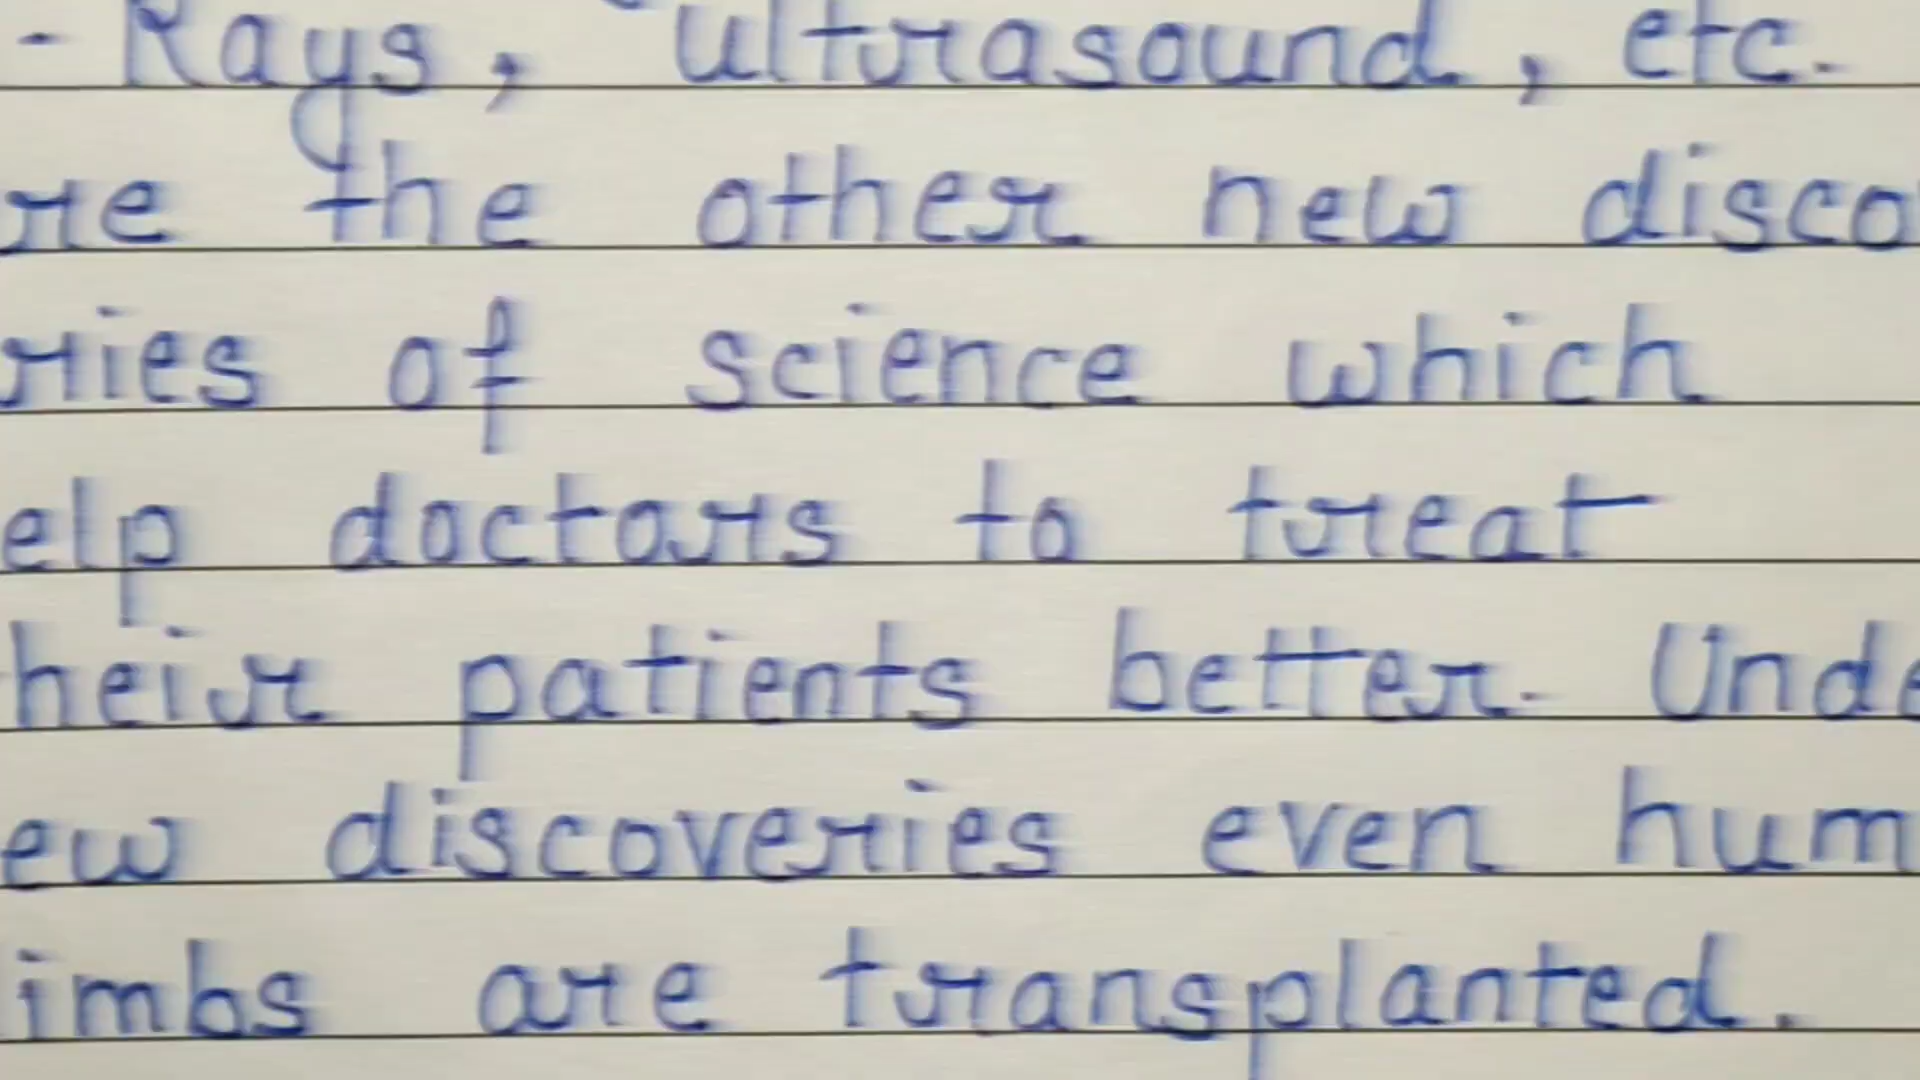 - Rays, ultrasound, etc.
re the other new disco
ries of science which
elp doctors to treat
heir patients better. Unde
ew discoveries even hum
imbs are transplanted.